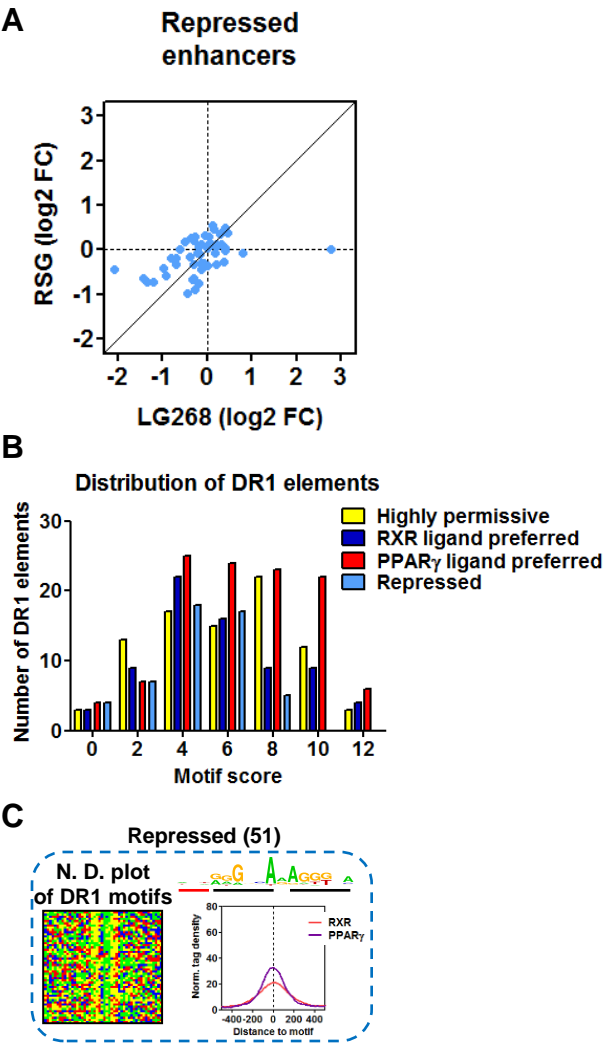 A
Repressed
enhancers
3
2
1
0
-1
-2
RSG (log2 FC)
-2 -1 0 1 2 3
LG268 (log2 FC)
B
Distribution of DR1 elements
Highly permissive
RXR ligand preferred
PPARγ ligand preferred
Repressed
30
20
10
0
Number of DR1 elements
0 2 4 6 8 10 12
Motif score
C
Repressed (51)
N. D. plot
of DR1 motifs
80
60
40
20
0
Norm. tag density
RXR
PPARγ
-400 -200 0 200 400
Distance to motif